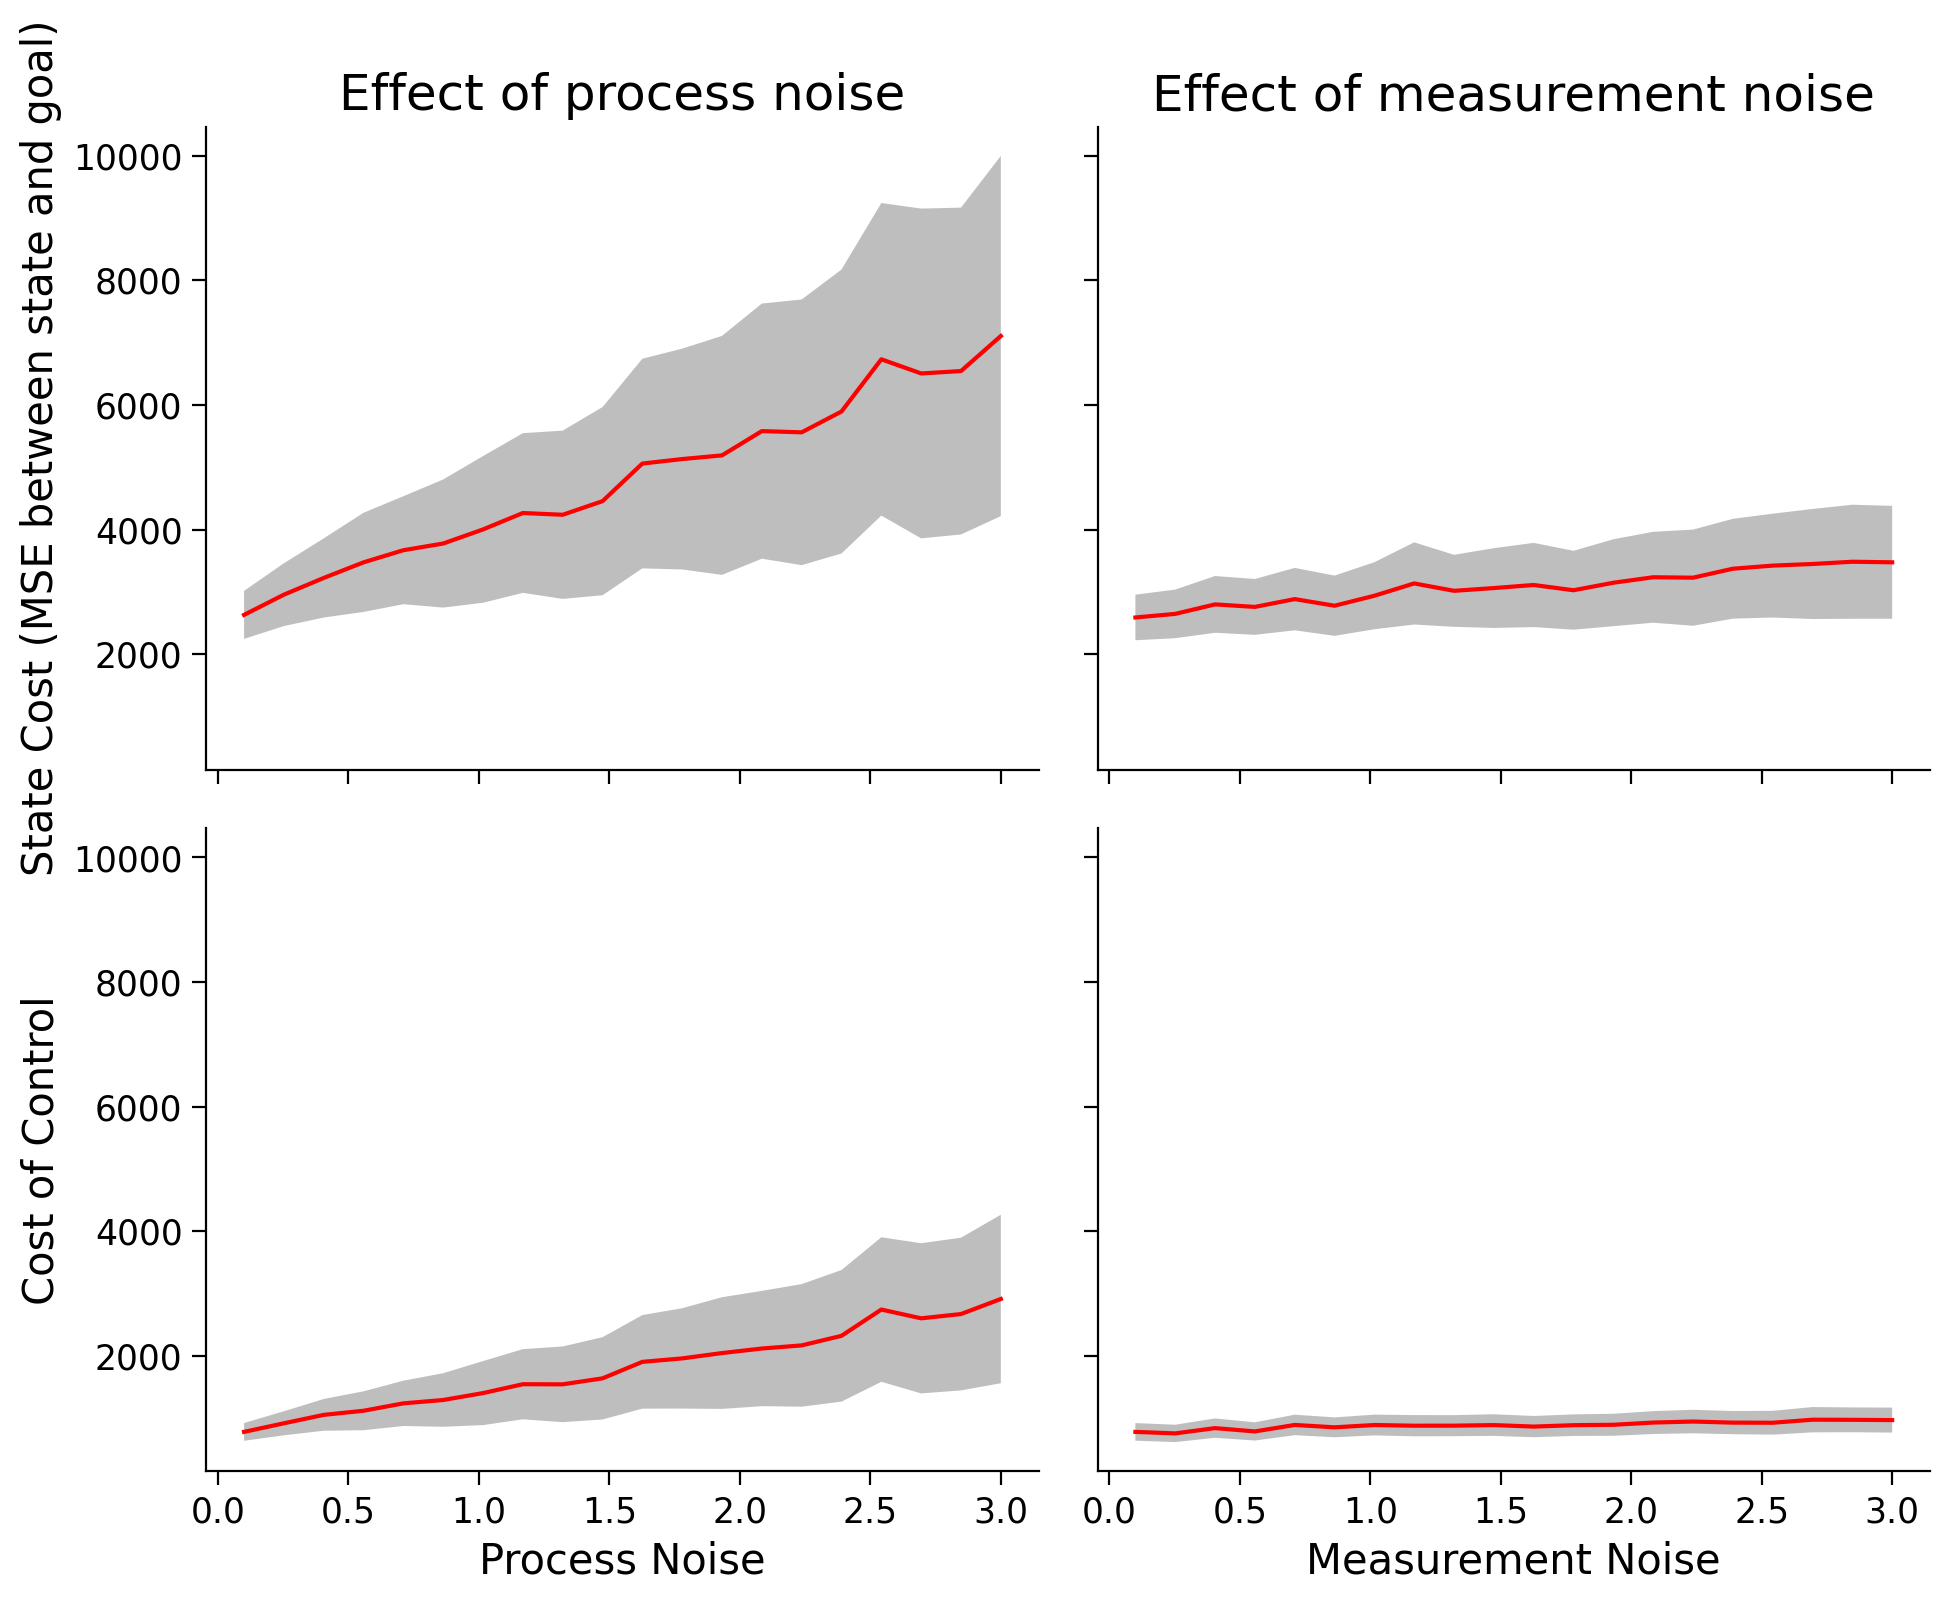 Effect of process noise
Effect of measurement noise
State Cost (MSE between state and goal)
10000
8000
6000
4000
2000
Cost of Control
10000
8000
6000
4000
2000
0.0 0.5 1.0 1.5 2.0 2.5 3.0
0.0 0.5 1.0 1.5 2.0 2.5 3.0
Process Noise
Measurement Noise